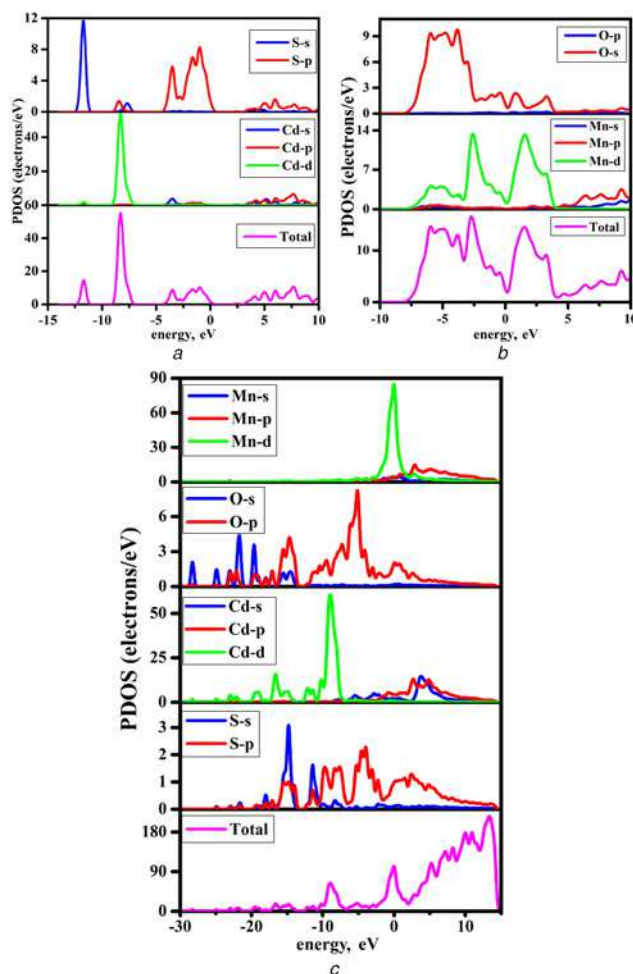 12
8
4
0
S-s
S-p
40
20
60
Cd-s
Cd-p
Cd-d
40
20
0
Total
-15
-10
-5
0
5
10
PDOS (electrons/eV)
energy, eV
a
9
6
3
0
O-p
O-s
14
7
0
Mn-s
Mn-p
Mn-d
10
0
Total
-10
-5
0
5
10
PDOS (electrons/eV)
energy, eV
b
90
60
30
0
Mn-s
Mn-p
Mn-d
6
3
0
O-s
O-p
50
25
0
Cd-s
Cd-p
Cd-d
3
2
1
0
S-s
S-p
180
90
0
Total
-30
-20
-10
0
10
PDOS (electrons/eV)
energy, eV
c